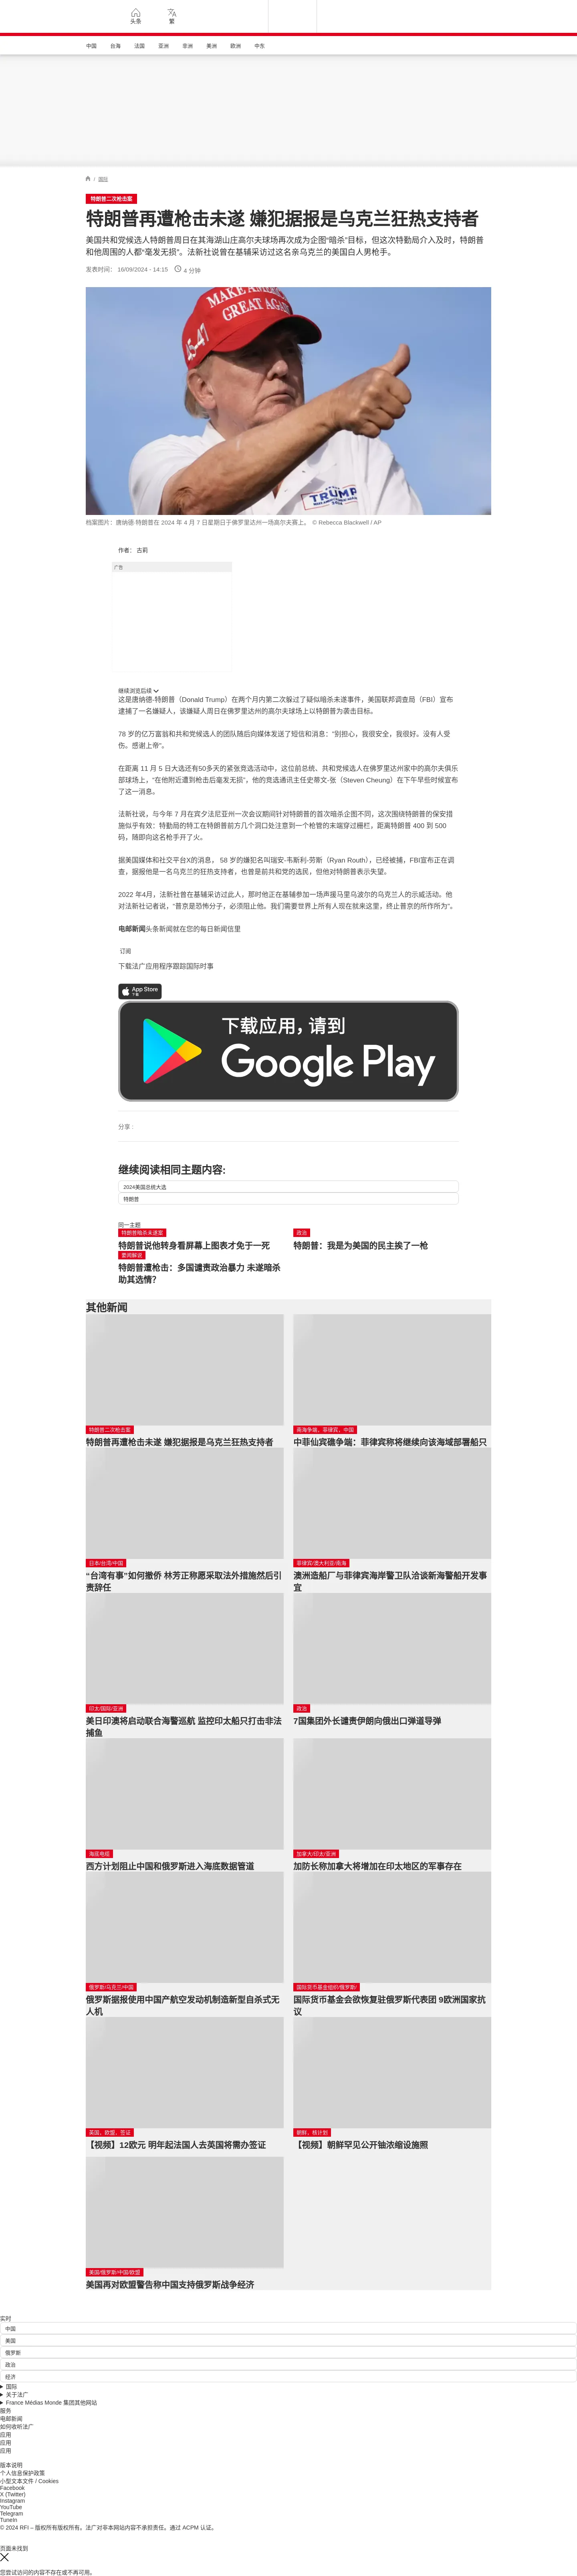 头条
繁
中国 台海 法国 亚洲 非洲 美洲 欧洲 中东
/ 国际
特朗普二次枪击案
特朗普再遭枪击未遂 嫌犯据报是乌克兰狂热支持者
美国共和党候选人特朗普周日在其海湖山庄高尔夫球场再次成为企图“暗杀”目标，但这次特勤局介入及时，特朗普
和他周围的人都“毫发无损”。法新社说曾在基辅采访过这名亲乌克兰的美国白人男枪手。
发表时间： 16/09/2024 - 14:15 4 分钟
45-47
MAKE AMERICA GREAT AGAIN
TRUMP
档案图片：唐纳德·特朗普在 2024 年 4 月 7 日星期日于佛罗里达州一场高尔夫赛上。 © Rebecca Blackwell / AP
作者： 古莉
广告
继续浏览后续
这是唐纳德-特朗普（Donald Trump）在两个月内第二次躲过了疑似暗杀未遂事件，美国联邦调查局（FBI）宣布
逮捕了一名嫌疑人，该嫌疑人周日在佛罗里达州的高尔夫球场上以特朗普为袭击目标。
78 岁的亿万富翁和共和党候选人的团队随后向媒体发送了短信和消息：“别担心，我很安全，我很好。没有人受
伤。感谢上帝”。
在距离 11 月 5 日大选还有50多天的紧张竞选活动中，这位前总统、共和党候选人在佛罗里达州家中的高尔夫俱乐
部球场上，“在他附近遭到枪击后毫发无损”，他的竞选通讯主任史蒂文-张（Steven Cheung）在下午早些时候宣布
了这一消息。
法新社说，与今年 7 月在宾夕法尼亚州一次会议期间针对特朗普的首次暗杀企图不同，这次围绕特朗普的保安措
施似乎有效：特勤局的特工在特朗普前方几个洞口处注意到一个枪管的末端穿过栅栏，距离特朗普 400 到 500
码，随即向这名枪手开了火。
据美国媒体和社交平台X的消息， 58 岁的嫌犯名叫瑞安-韦斯利-劳斯（Ryan Routh），已经被捕，FBI宣布正在调
查，据报他是一名乌克兰的狂热支持者，也曾是前共和党的选民，但他对特朗普表示失望。
2022 年4月，法新社曾在基辅采访过此人，那时他正在基辅参加一场声援马里乌波尔的乌克兰人的示威活动。他
对法新社记者说，“普京是恐怖分子，必须阻止他。我们需要世界上所有人现在就来这里，终止普京的所作所为”。
电邮新闻头条新闻就在您的每日新闻信里
订阅
下载法广应用程序跟踪国际时事
App Store
下载
下载应用，请到
Google Play
分享 :
继续阅读相同主题内容:
2024美国总统大选
特朗普
同一主题
特朗普暗杀未遂案
特朗普说他转身看屏幕上图表才免于一死
政治
特朗普：我是为美国的民主挨了一枪
要闻解说
特朗普遭枪击：多国谴责政治暴力 未遂暗杀
助其选情?
其他新闻
特朗普二次枪击案
特朗普再遭枪击未遂 嫌犯据报是乌克兰狂热支持者
南海争端，菲律宾，中国
中菲仙宾礁争端：菲律宾称将继续向该海域部署船只
日本/台湾/中国
“台湾有事”如何撤侨 林芳正称愿采取法外措施然后引
责辞任
菲律宾/澳大利亚/南海
澳洲造船厂与菲律宾海岸警卫队洽谈新海警船开发事
宜
印太/国际/亚洲
美日印澳将启动联合海警巡航 监控印太船只打击非法
捕鱼
政治
7国集团外长谴责伊朗向俄出口弹道导弹
海底电缆
西方计划阻止中国和俄罗斯进入海底数据管道
加拿大/印太/亚洲
加防长称加拿大将增加在印太地区的军事存在
俄罗斯/乌克兰/中国
俄罗斯据报使用中国产航空发动机制造新型自杀式无
人机
国际货币基金组织/俄罗斯/
国际货币基金会欲恢复驻俄罗斯代表团 9欧洲国家抗
议
英国，欧盟，签证
【视频】12欧元 明年起法国人去英国将需办签证
朝鲜，核计划
【视频】朝鲜罕见公开铀浓缩设施照
美国/俄罗斯/中国/欧盟
美国再对欧盟警告称中国支持俄罗斯战争经济
实时
中国
美国
俄罗斯
政治
经济
国际
关于法广
France Médias Monde 集团其他网站
服务
电邮新闻
如何收听法广
应用
应用
应用
版本说明
个人信息保护政策
小型文本文件 / Cookies
Facebook
X (Twitter)
Instagram
YouTube
Telegram
TuneIn
© 2024 RFI – 版权所有版权所有。法广对非本网站内容不承担责任。通过 ACPM 认证。
页面未找到
您尝试访问的内容不存在或不再可用。